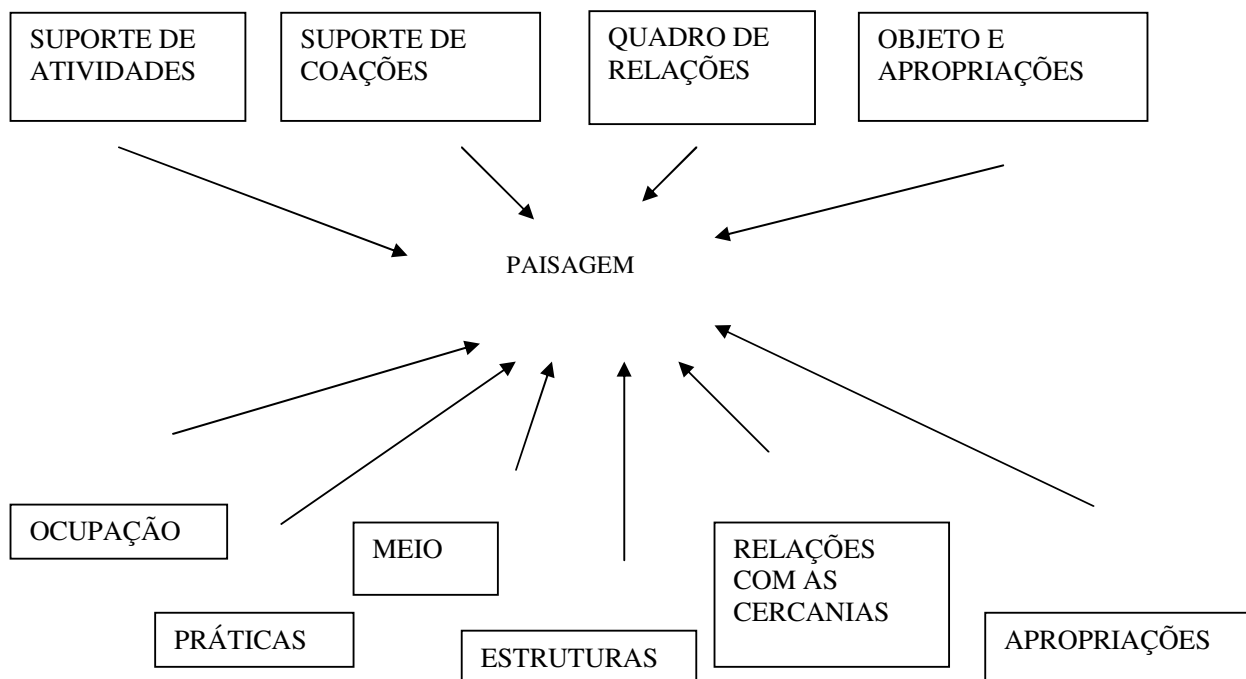 SUPORTE DE
ATIVIDADES
SUPORTE DE
COAÇÕES
QUADRO DE
RELAÇÕES
OBJETO E
APROPRIAÇÕES
PAISAGEM
OCUPAÇÃO
PRÁTICAS
MEIO
ESTRUTURAS
RELAÇÕES
COM AS
CERCANIAS
APROPRIAÇÕES